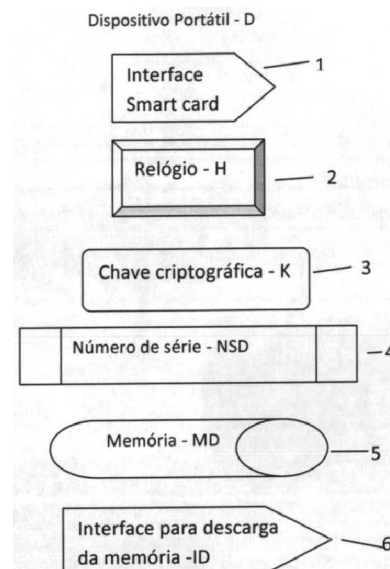 Dispositivo Portátil - D
Interface
Smart card
1
Relógio - H
2
Chave criptográfica - K
3
Número de série - NSD
4
Memória - MD
5
Interface para descarga
da memória -ID
6